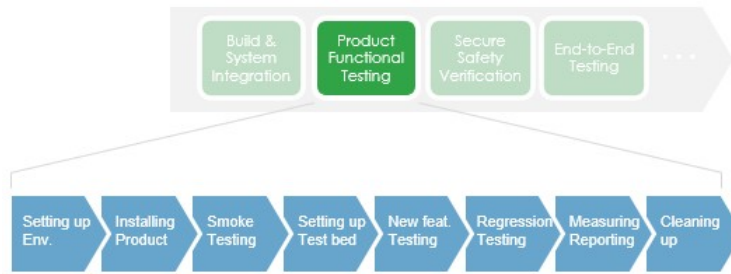 Build &
System
Integration
Product
Functional
Testing
Secure
Safety
Verification
End-to-End
Testing
...
Setting up
Env.
Installing
Product
Smoke
Testing
Setting up
Test bed
New feat.
Testing
Regression
Testing
Measuring
Reporting
Cleaning
up